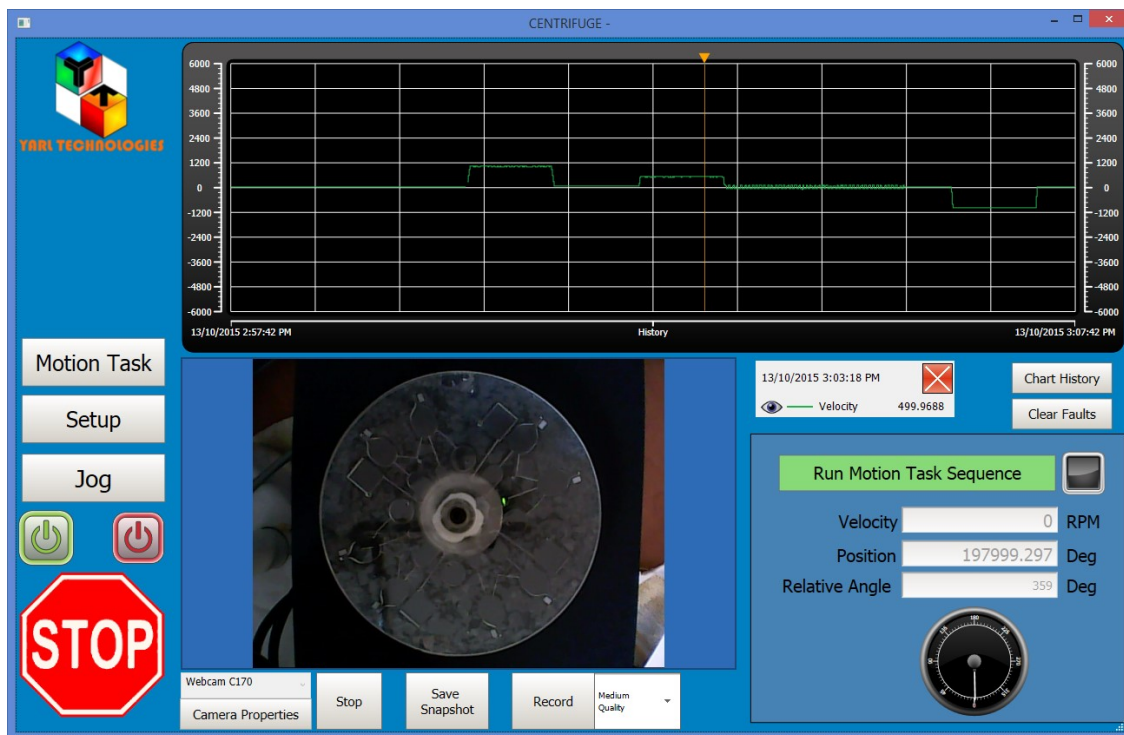 CENTRIFUGE -
YARL TECHNOLOGIES
6000 6000
4800 4800
3600 3600
2400 2400
1200 1200
0 0
-1200 -1200
-2400 -2400
-3600 -3600
-4800 -4800
-6000 -6000
13/10/2015 2:57:42 PM History 13/10/2015 3:07:42 PM
Motion Task
Setup
Jog
STOP
13/10/2015 3:03:18 PM
Velocity 499.9688
Chart History
Clear Faults
Run Motion Task Sequence
Velocity 0 RPM
Position 197999.297 Deg
Relative Angle 359 Deg
180
0
Webcam C170
Camera Properties
Stop
Save
Snapshot
Record
Medium
Quality